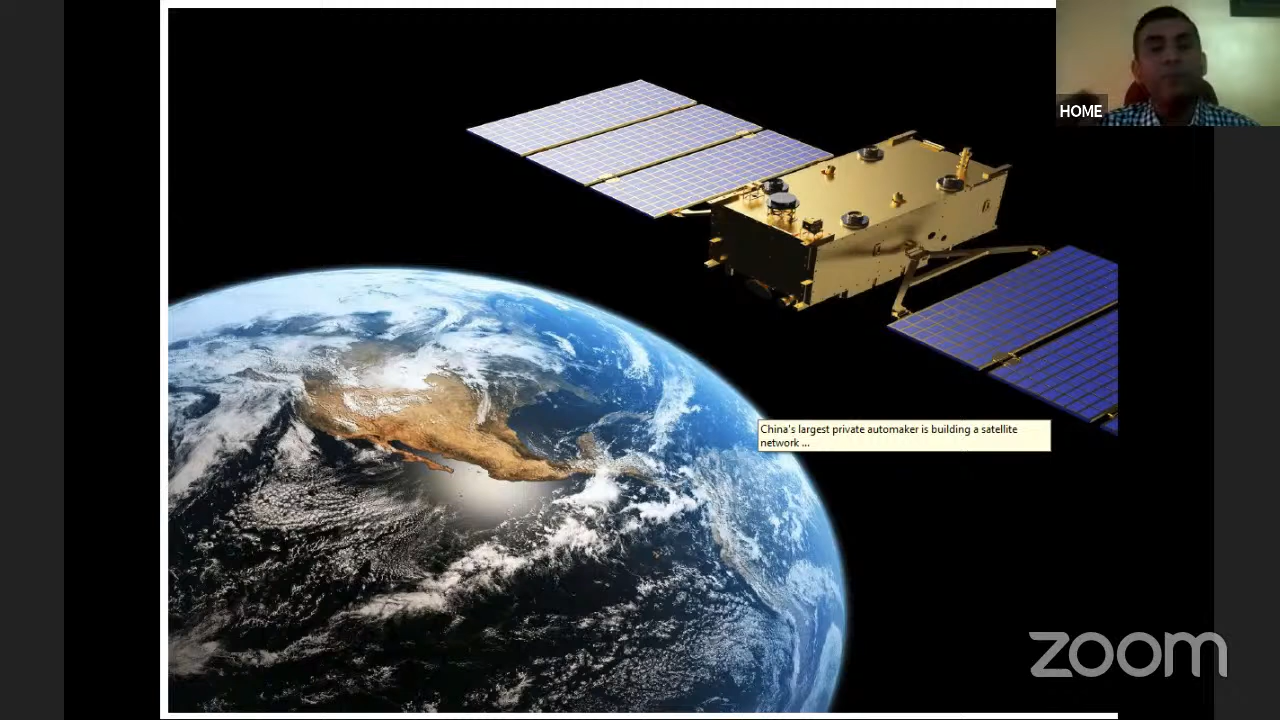 HOME
China's largest private automaker is building a satellite
network ...
zoom